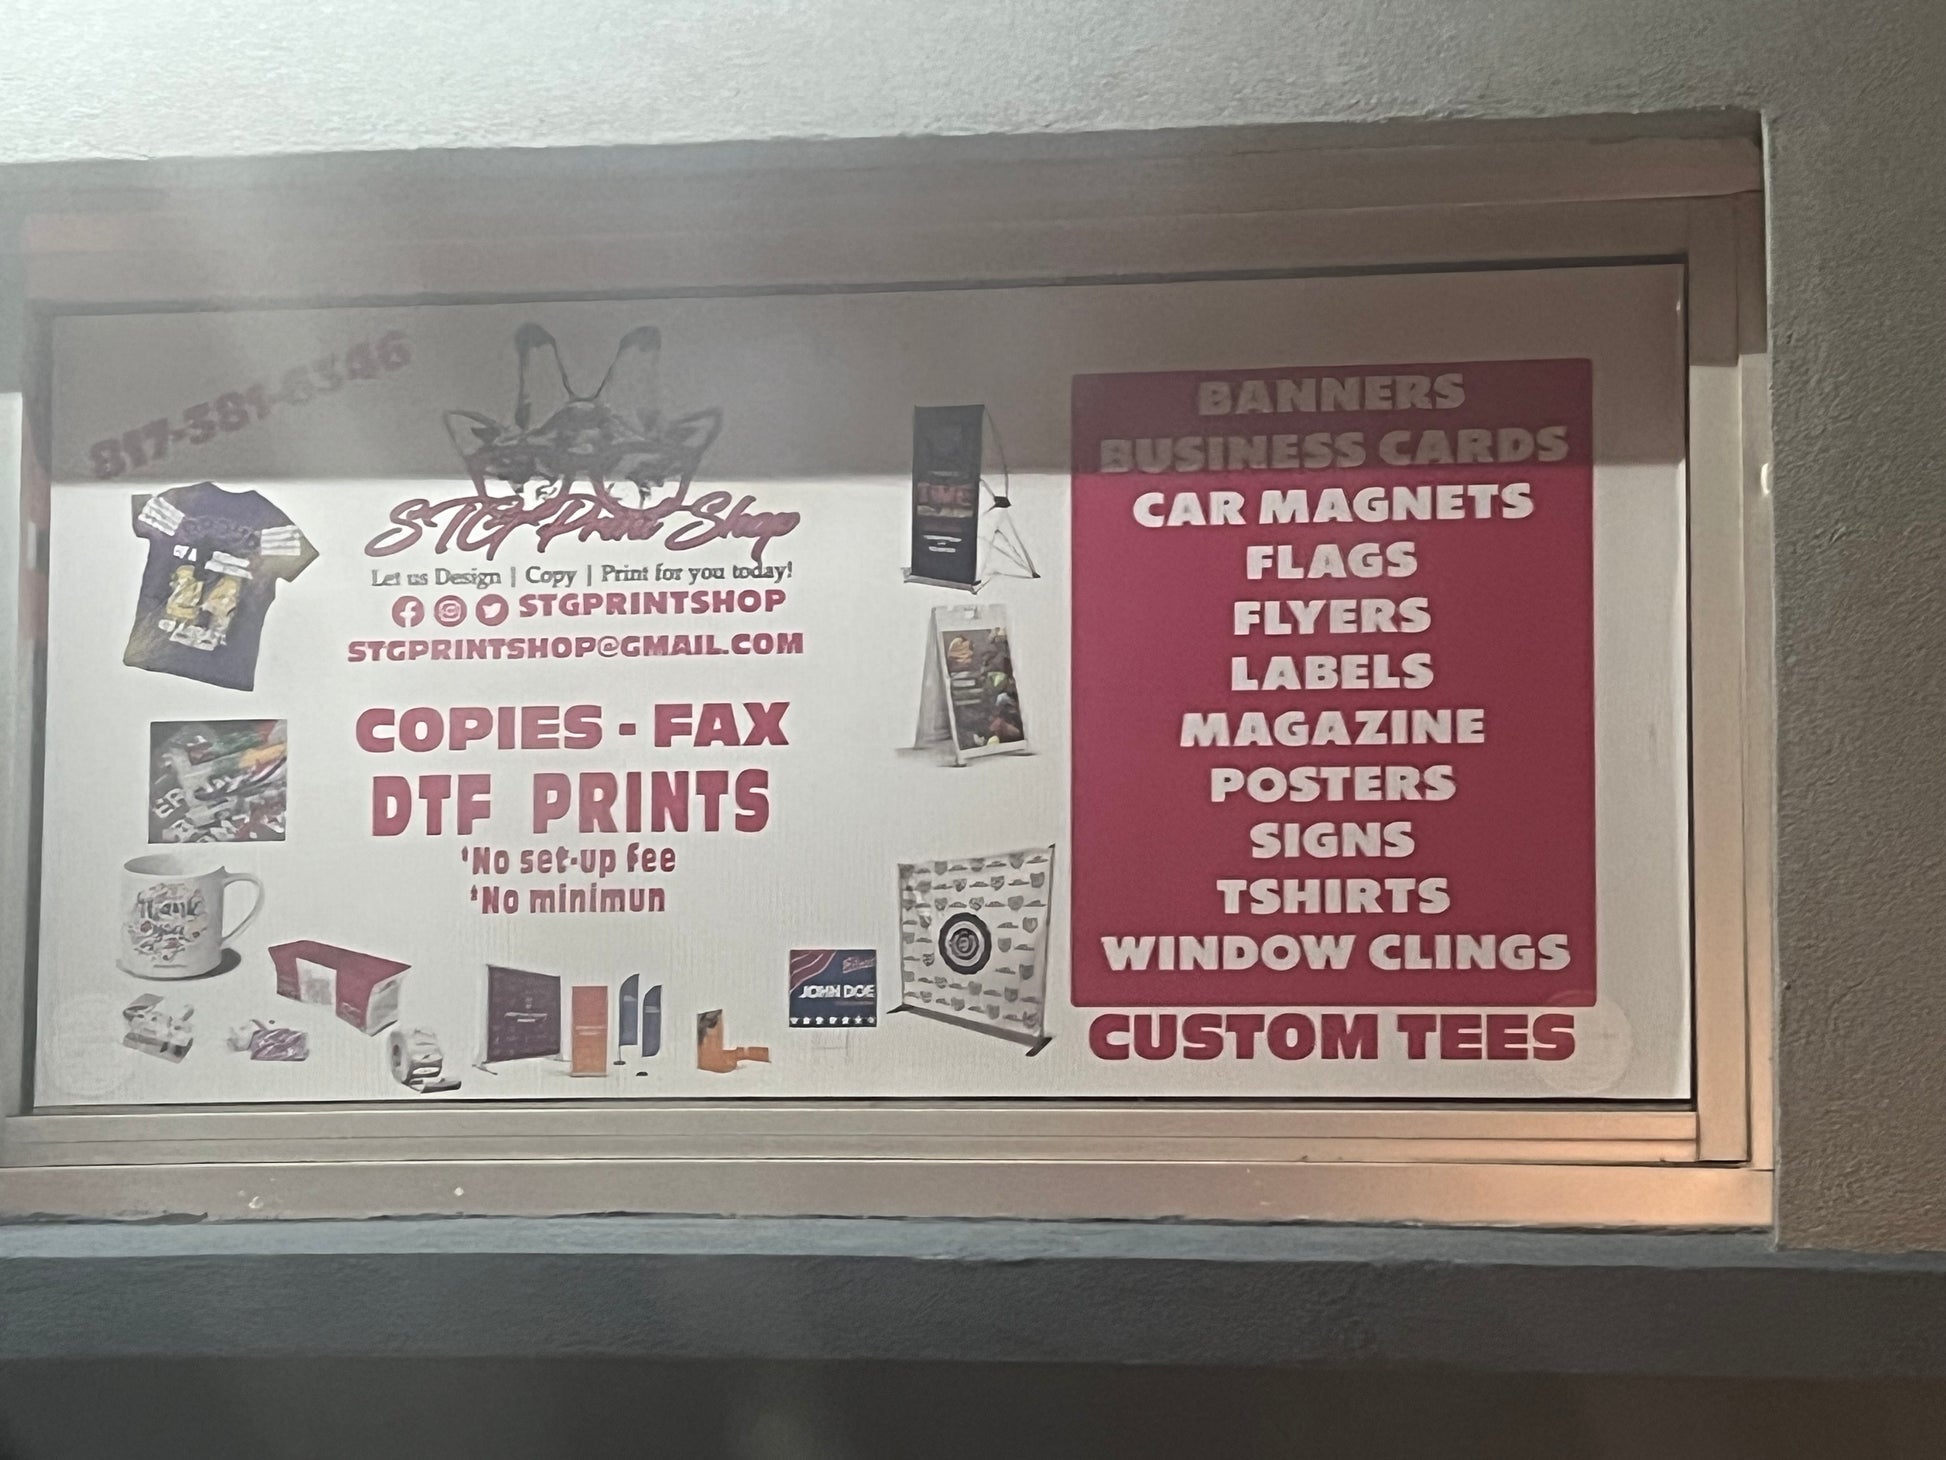 817-381-6346
STG Print Shop
Let us Design | Copy | Print for you today!
STGPRINTSHOP
STGPRINTSHOP@GMAIL.COM
COPIES - FAX
DTF PRINTS
*No set-up fee
*No minimun
Thank
you
JOHN DOE
BANNERS
BUSINESS CARDS
CAR MAGNETS
FLAGS
FLYERS
LABELS
MAGAZINE
POSTERS
SIGNS
TSHIRTS
WINDOW CLINGS
CUSTOM TEES